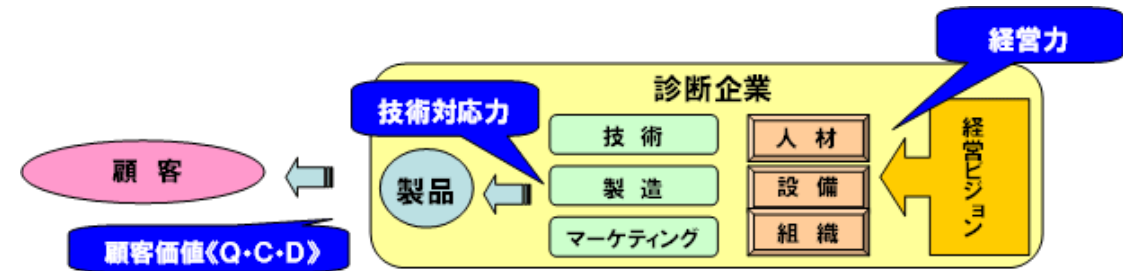 経営力
診断企業
技術対応力
技術
人材
経営ビジョン
顧客
製品
製造
設備
マーケティング
組織
顧客価値《Q・C・D》